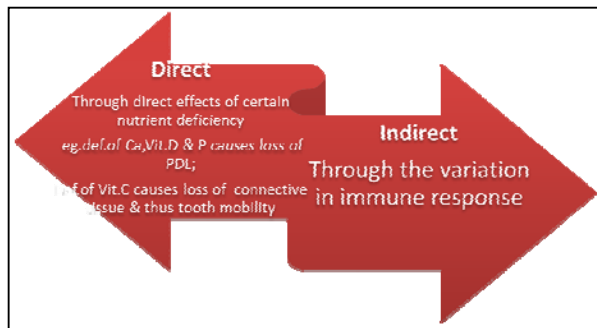 Direct
Through direct effects of certain
nutrient deficiency
eg.def.of Ca,Vit.D & P causes loss of
PDL;
of Vit.C causes loss of connective
tissue & thus tooth mobility
Indirect
Through the variation
in immune response